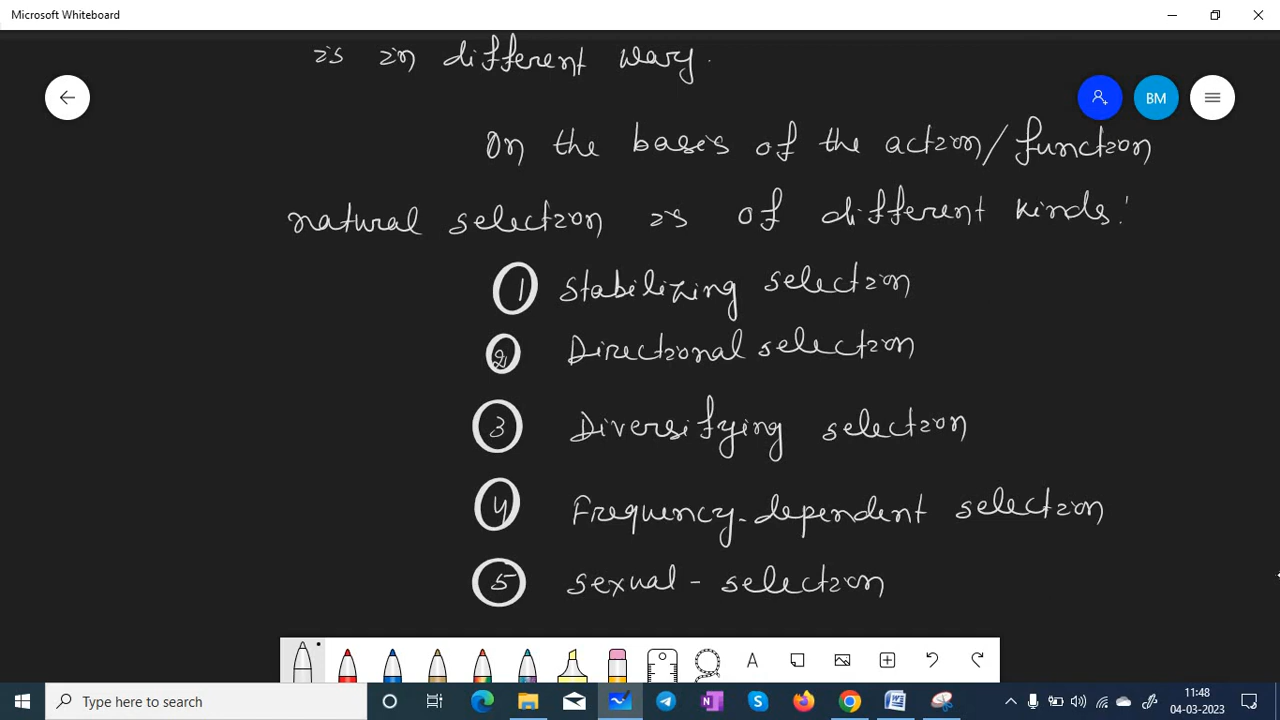 Microsoft Whiteboard
is in different way.
BM
On the basis of the action/function
natural selection is of different kinds:
1 Stabilizing selection
2 Directional selection
3 Diversifying selection
4 Frequency-dependent selection
5 sexual - selection
A
Type here to search
11:48
04-03-2023